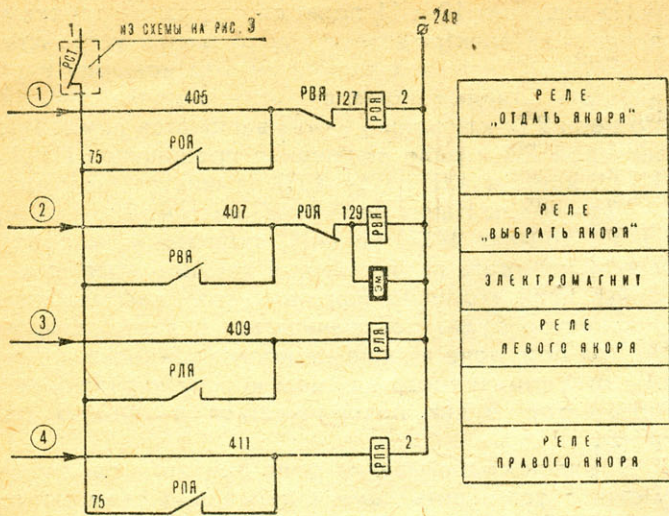 1
ИЗ СХЕМЫ НА РИС. 3
- 24в
РСТ
1
405
РВЯ
127
РОЯ
2
75
РОЯ
2
407
РОЯ
129
РВЯ
РВЯ
ЭМ
3
409
РЛЯ
РЛЯ
4
411
РПЯ
2
75
РПЯ
РЕЛЕ
„ОТДАТЬ ЯКОРЯ"
РЕЛЕ
„ВЫБРАТЬ ЯКОРЯ"
ЭЛЕКТРОМАГНИТ
РЕЛЕ
ЛЕВОГО ЯКОРЯ
РЕЛЕ
ПРАВОГО ЯКОРЯ